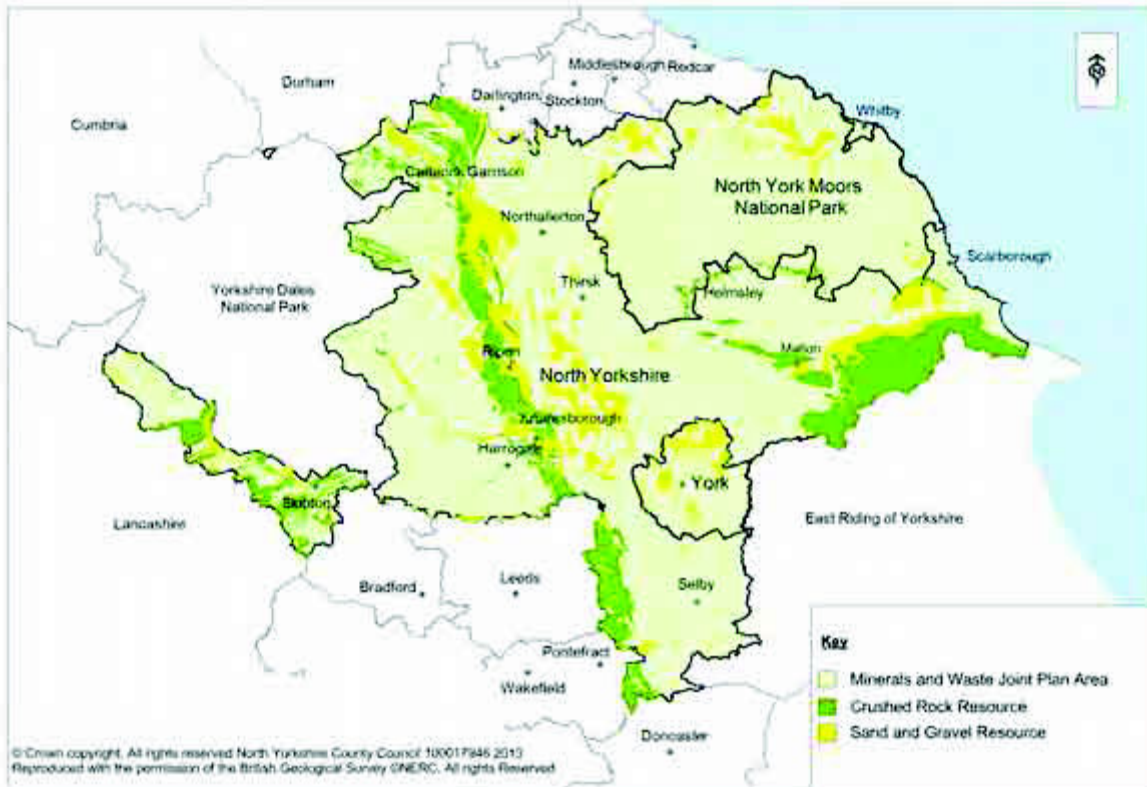 Middlesbrough
Redcar
Durham
Darlington
Stockton
Cumbria
Whitby
Catterick Garrison
North York Moors
National Park
Northallerton
Scarborough
Thirsk
Yorkshire Dales
National Park
Helmsley
Malton
Ripon
North Yorkshire
Knaresborough
Harrogate
York
Skipton
Lancashire
East Riding of Yorkshire
Bradford
Leeds
Selby
Pontefract
Wakefield
Doncaster
Key
Minerals and Waste Joint Plan Area
Crushed Rock Resource
Sand and Gravel Resource
© Crown copyright. All rights reserved North Yorkshire County Council 100017946 2013
Reproduced with the permission of the British Geological Survey ©NERC. All rights Reserved